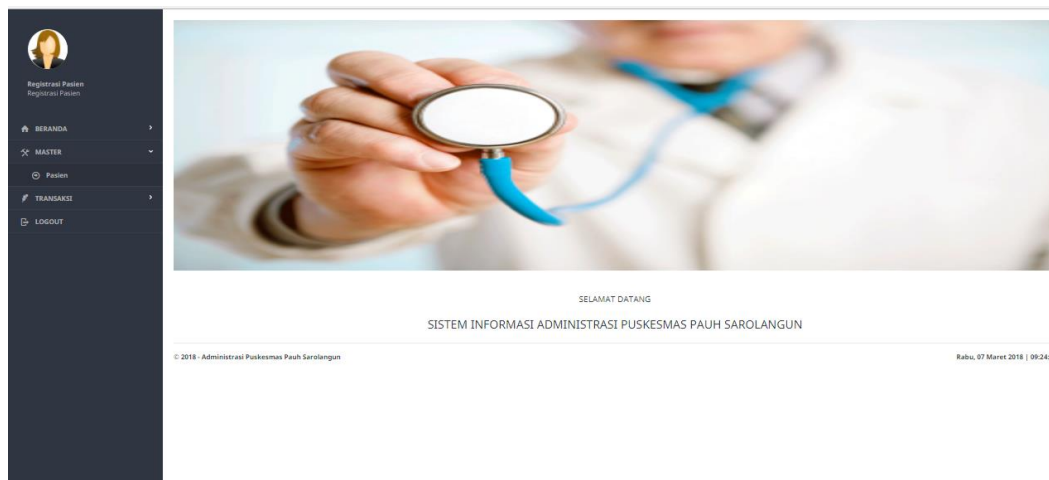 Registrasi Pasien
Registrasi Pasien
BERANDA
MASTER
Pasien
TRANSAKSI
LOGOUT
SELAMAT DATANG
SISTEM INFORMASI ADMINISTRASI PUSKESMAS PAUH SAROLANGUN
© 2018 - Administrasi Puskesmas Pauh Sarolangun
Rabu, 07 Maret 2018 | 09:24: